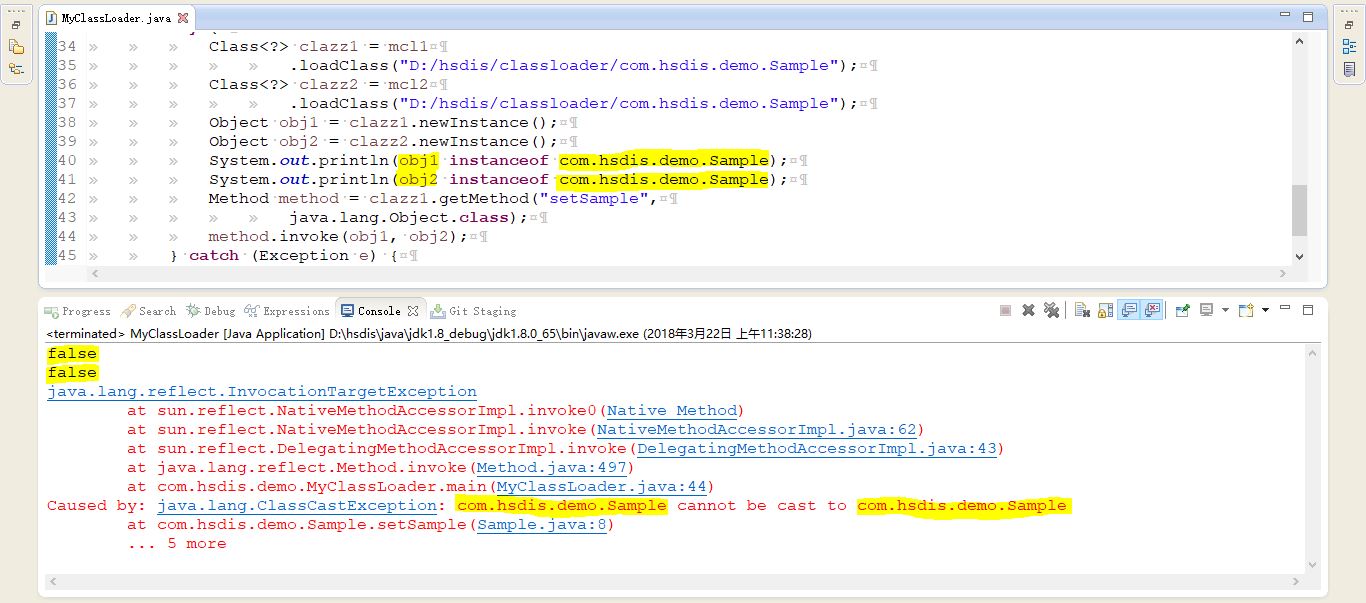 MyClassLoader.java
34 » » » Class<?> clazz1 = mcl1¤¶
35 » » » » » .loadClass("D:/hsdis/classloader/com.hsdis.demo.Sample");¤¶
36 » » » Class<?> clazz2 = mcl2¤¶
37 » » » » » .loadClass("D:/hsdis/classloader/com.hsdis.demo.Sample");¤¶
38 » » » Object obj1 = clazz1.newInstance();¤¶
39 » » » Object obj2 = clazz2.newInstance();¤¶
40 » » » System.out.println(obj1 instanceof com.hsdis.demo.Sample);¤¶
41 » » » System.out.println(obj2 instanceof com.hsdis.demo.Sample);¤¶
42 » » » Method method = clazz1.getMethod("setSample",¤¶
43 » » » » » java.lang.Object.class);¤¶
44 » » » method.invoke(obj1, obj2);¤¶
45 » » } catch (Exception e) {¤¶
Progress Search Debug Expressions Console Git Staging
<terminated> MyClassLoader [Java Application] D:\hsdis\java\jdk1.8_debug\jdk1.8.0_65\bin\javaw.exe (2018年3月22日 上午11:38:28)
false
false
java.lang.reflect.InvocationTargetException
at sun.reflect.NativeMethodAccessorImpl.invoke0(Native Method)
at sun.reflect.NativeMethodAccessorImpl.invoke(NativeMethodAccessorImpl.java:62)
at sun.reflect.DelegatingMethodAccessorImpl.invoke(DelegatingMethodAccessorImpl.java:43)
at java.lang.reflect.Method.invoke(Method.java:497)
at com.hsdis.demo.MyClassLoader.main(MyClassLoader.java:44)
Caused by: java.lang.ClassCastException: com.hsdis.demo.Sample cannot be cast to com.hsdis.demo.Sample
at com.hsdis.demo.Sample.setSample(Sample.java:8)
... 5 more